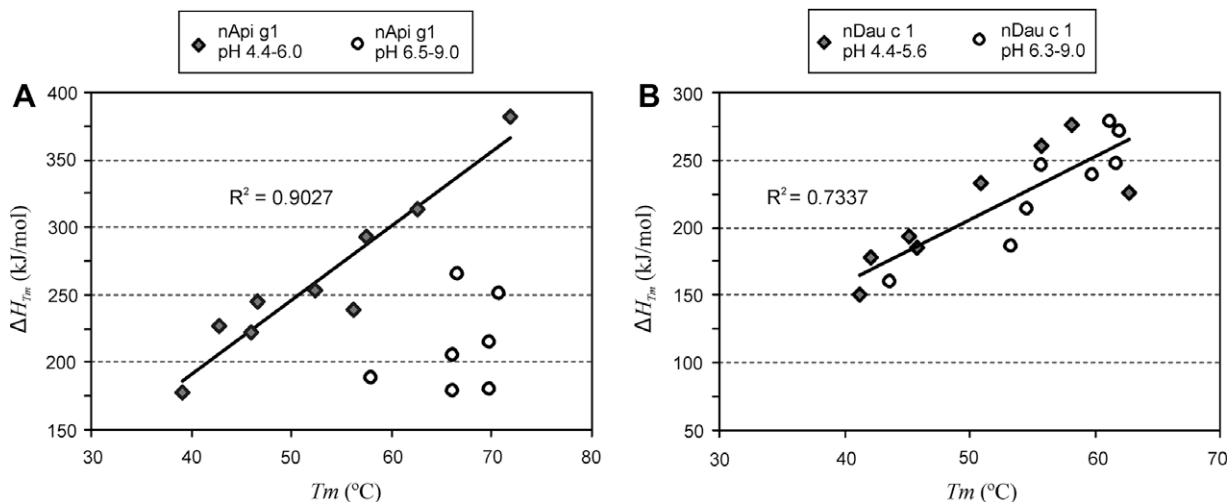 nApi g1
pH 4.4-6.0
nApi g1
pH 6.5-9.0
nDau c 1
pH 4.4-5.6
nDau c 1
pH 6.3-9.0
A
400
350
300
250
200
150
ΔH_Tm (kJ/mol)
R² = 0.9027
30 40 50 60 70 80
Tm (ºC)
B
300
250
200
150
100
50
ΔH_Tm (kJ/mol)
R² = 0.7337
30 40 50 60 70
Tm (ºC)